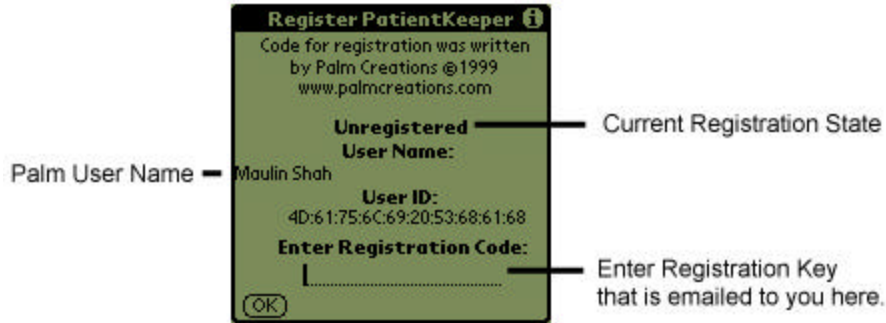 Register PatientKeeper i
Code for registration was written
by Palm Creations ©1999
www.palmcreations.com
Unregistered
Current Registration State
User Name:
Palm User Name
Maulin Shah
User ID:
4D:61:75:6C:69:20:53:68:61:68
Enter Registration Code:
Enter Registration Key
that is emailed to you here.
OK